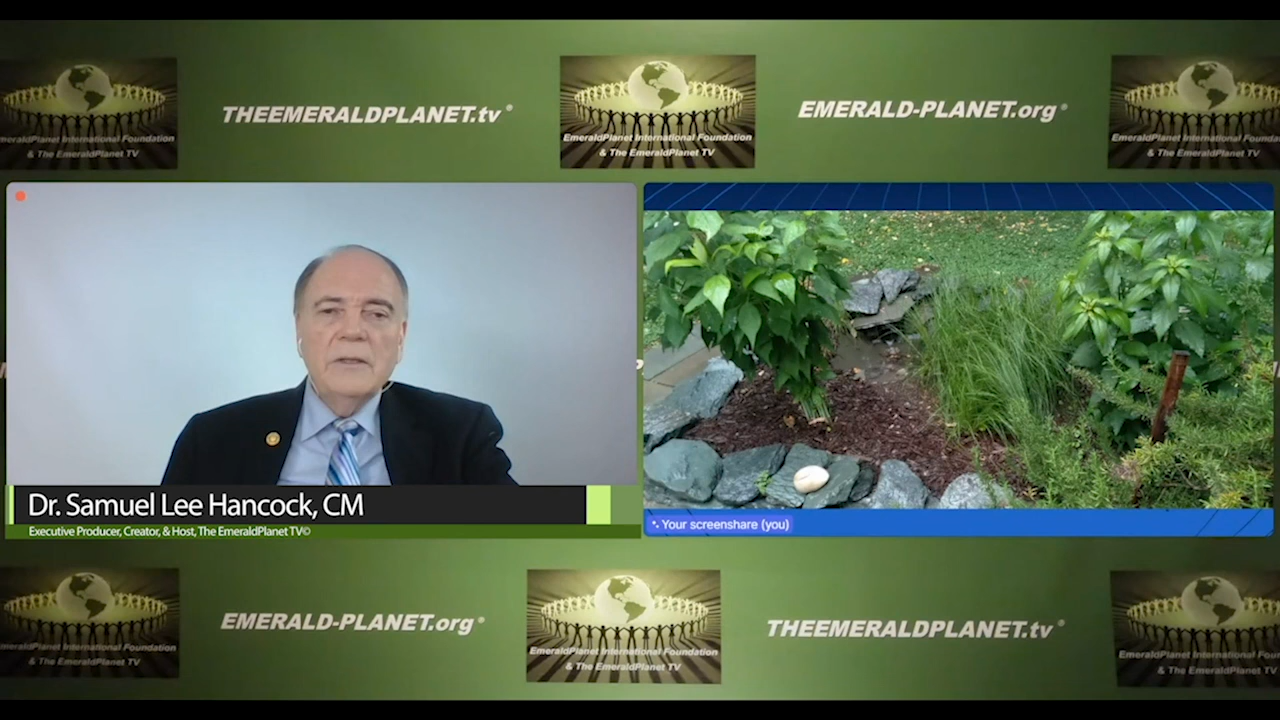 THEEMERALDPLANET.tv®
EMERALD-PLANET.org®
EmeraldPlanet International Foundation
& The EmeraldPlanet TV
EmeraldPlanet International Foundation
& The EmeraldPlanet TV
EmeraldPlanet International Foun
& The EmeraldPlanet TV
Dr. Samuel Lee Hancock, CM
Executive Producer, Creator, & Host, The EmeraldPlanet TV©
Your screenshare (you)
EMERALD-PLANET.org®
THEEMERALDPLANET.tv®
International Foundation
& The EmeraldPlanet TV
EmeraldPlanet International Foundation
& The EmeraldPlanet TV
EmeraldPlanet International Foun
& The EmeraldPlanet TV